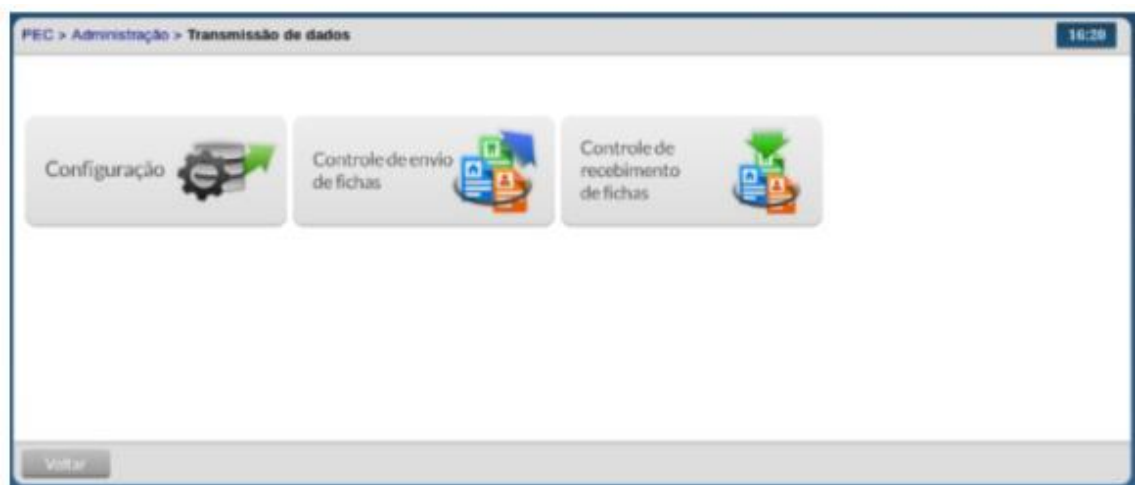 PEC > Administração > Transmissão de dados
16:20
Configuração
Controle de envio
de fichas
Controle de
recebimento
de fichas
Voltar